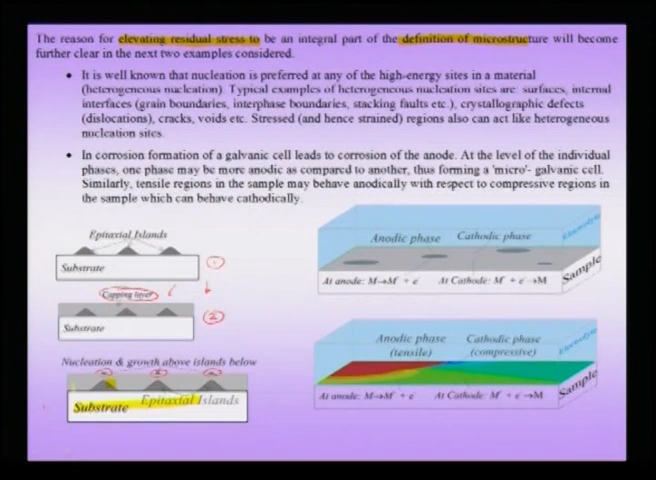 The reason for elevating residual stress to be an integral part of the definition of microstructure will become
further clear in the next two examples considered.
• It is well known that nucleation is preferred at any of the high-energy sites in a material
(heterogeneous nucleation). Typical examples of heterogeneous nucleation sites are: surfaces, internal
interfaces (grain boundaries, interphase boundaries, stacking faults etc.), crystallographic defects
(dislocations), cracks, voids etc. Stressed (and hence strained) regions also can act like heterogeneous
nucleation sites.
• In corrosion formation of a galvanic cell leads to corrosion of the anode. At the level of the individual
phases, one phase may be more anodic as compared to another, thus forming a 'micro'- galvanic cell.
Similarly, tensile regions in the sample may behave anodically with respect to compressive regions in
the sample which can behave cathodically.
Epitaxial Islands
Substrate
1
Capping layer
Substrate
2
Nucleation & growth above islands below
Substrate
Epitaxial Islands
Anodic phase
Cathodic phase
Electrolyte
Sample
At anode: M→M⁺ + e⁻
At Cathode: M⁺ + e⁻→M
Anodic phase
(tensile)
Cathodic phase
(compressive)
Electrolyte
Sample
At anode: M→M⁺ + e⁻
At Cathode: M⁺ + e⁻→M